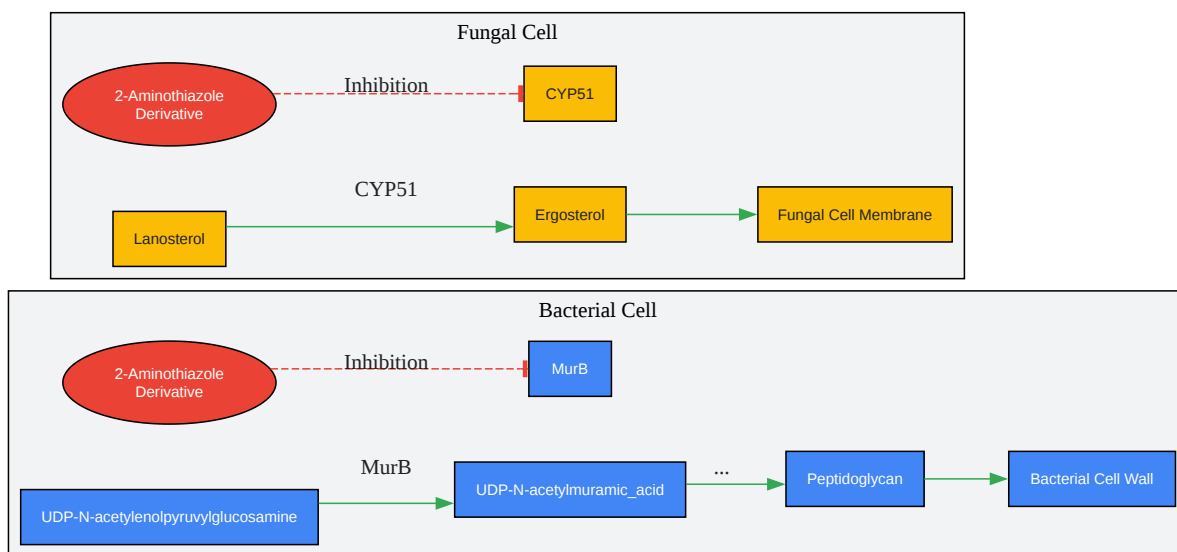 Fungal Cell
2-Aminothiazole
Derivative
Inhibition
CYP51
CYP51
Lanosterol
Ergosterol
Fungal Cell Membrane
Bacterial Cell
2-Aminothiazole
Derivative
Inhibition
MurB
MurB
...
UDP-N-acetylenolpyruvylglucosamine
UDP-N-acetylmuramic_acid
Peptidoglycan
Bacterial Cell Wall